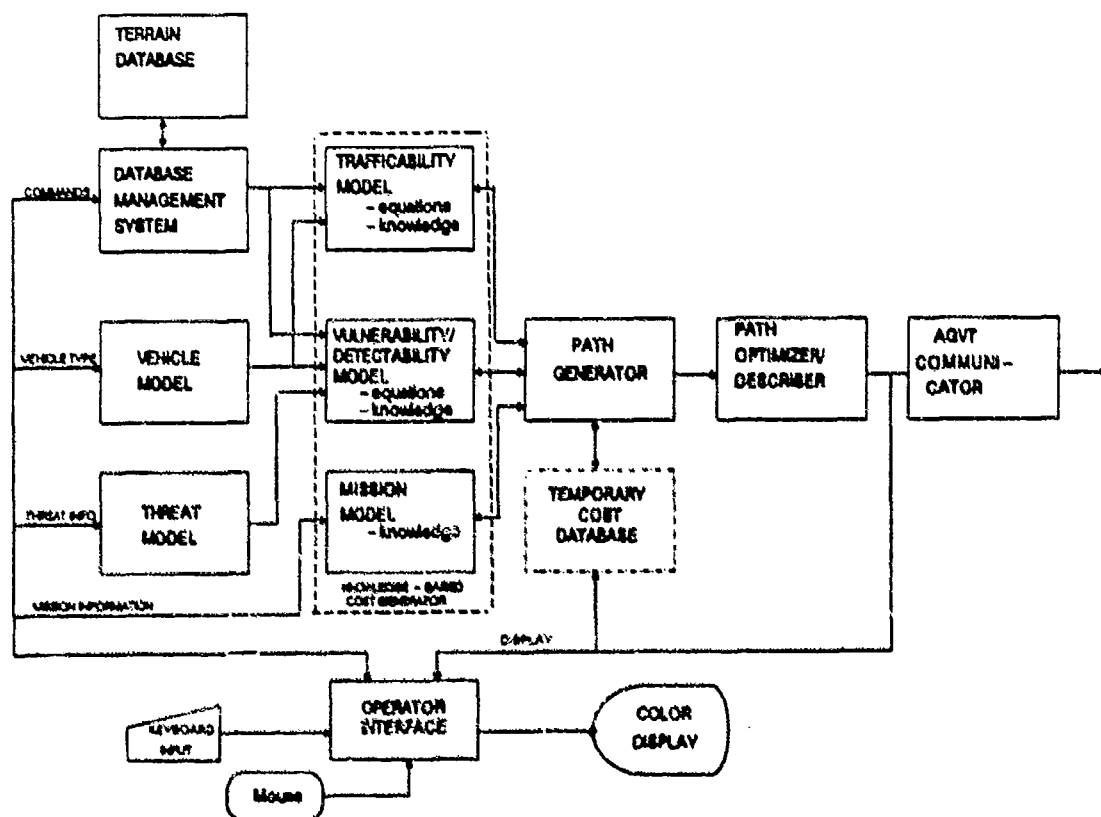 TERRAIN
DATABASE
COMMANDS
DATABASE
MANAGEMENT
SYSTEM
TRAFFICABILITY
MODEL
- equations
- knowledge
VEHICLE TYPE
VEHICLE
MODEL
VULNERABILITY/
DETECTABILITY
MODEL
- equations
- knowledge
PATH
GENERATOR
PATH
OPTIMIZER/
DESCRIBER
AGVT
COMMUNI-
CATOR
THREAT INFO
THREAT
MODEL
MISSION
MODEL
- knowledge
TEMPORARY
COST
DATABASE
KNOWLEDGE - BASED
COST GENERATOR
MISSION INFORMATION
DISPLAY
OPERATOR
INTERFACE
KEYBOARD
INPUT
Mouse
COLOR
DISPLAY